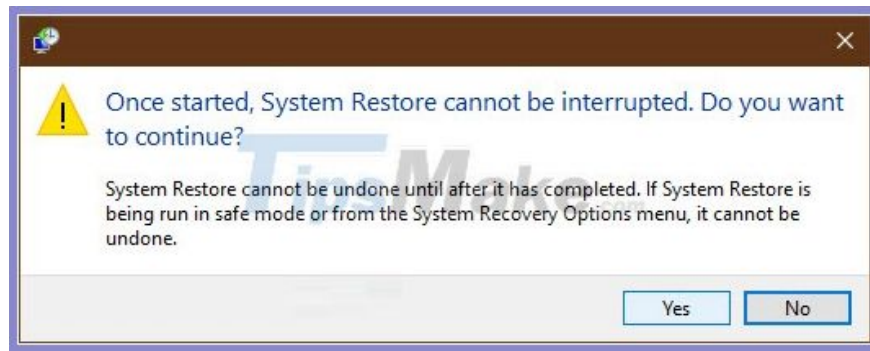 Once started, System Restore cannot be interrupted. Do you want
to continue?
TipsMake.com
System Restore cannot be undone until after it has completed. If System Restore is
being run in safe mode or from the System Recovery Options menu, it cannot be
undone.
Yes No